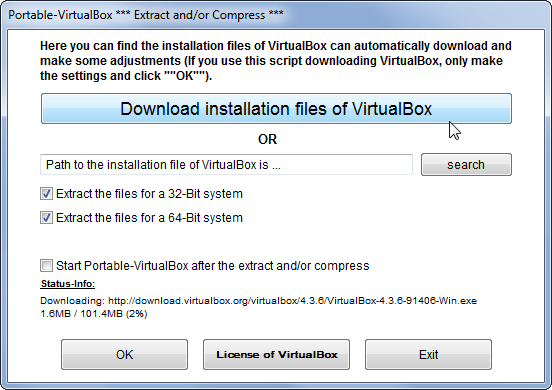 Portable-VirtualBox *** Extract and/or Compress ***
Here you can find the installation files of VirtualBox can automatically download and
make some adjustments (If you use this script downloading VirtualBox, only make
the settings and click ""OK"").
Download installation files of VirtualBox
OR
Path to the installation file of VirtualBox is ...
search
Extract the files for a 32-Bit system
Extract the files for a 64-Bit system
Start Portable-VirtualBox after the extract and/or compress
Status-Info:
Downloading: http://download.virtualbox.org/virtualbox/4.3.6/VirtualBox-4.3.6-91406-Win.exe
1.6MB / 101.4MB (2%)
OK
License of VirtualBox
Exit